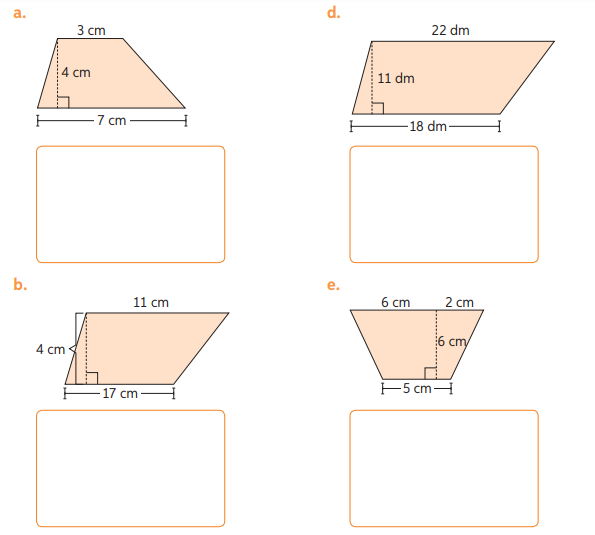 a.
3 cm
4 cm
7 cm
d.
22 dm
11 dm
18 dm
b.
11 cm
4 cm
17 cm
e.
6 cm 2 cm
6 cm
5 cm